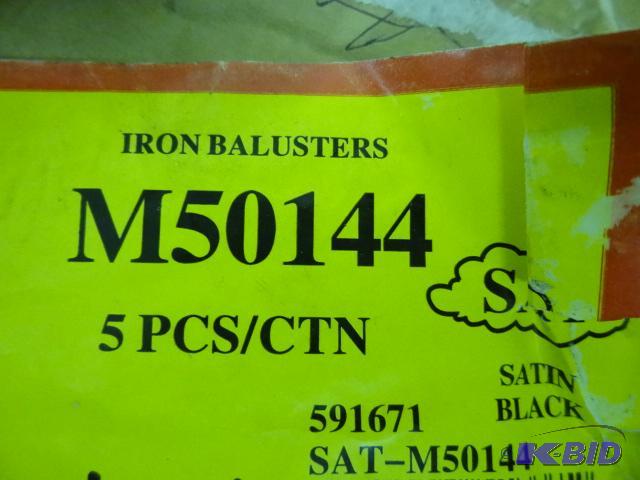 IRON BALUSTERS
M50144
5 PCS/CTN
SATIN
BLACK
591671
SAT-M50144
K-BID